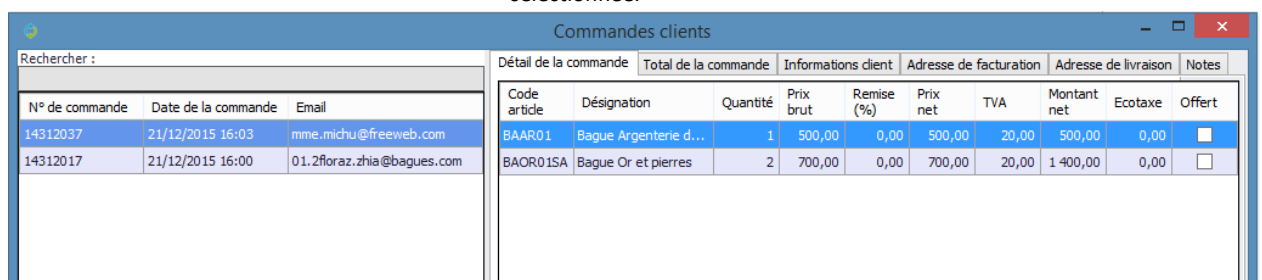 Commandes clients
Rechercher :
Détail de la commande Total de la commande Informations client Adresse de facturation Adresse de livraison Notes
N° de commande Date de la commande Email
14312037 21/12/2015 16:03 mme.michu@freeweb.com
14312017 21/12/2015 16:00 01.2floraz.zhia@bagues.com
Code article Désignation Quantité Prix brut Remise (%) Prix net TVA Montant net Ecotaxe Offert
BAAR01 Bague Argenterie d... 1 500,00 0,00 500,00 20,00 500,00 0,00
BAOR01SA Bague Or et pierres 2 700,00 0,00 700,00 20,00 1 400,00 0,00